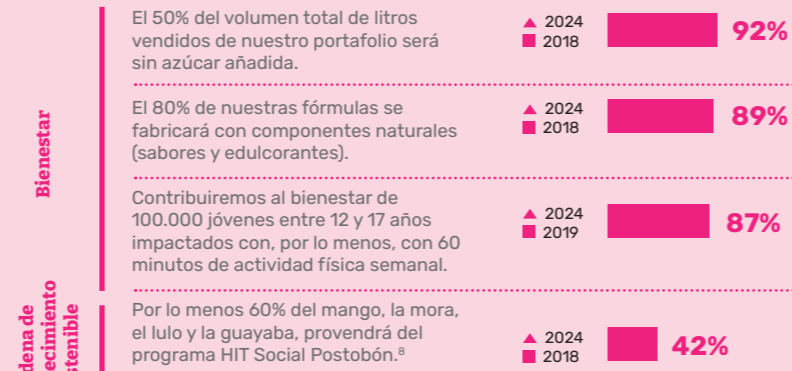 Bienestar
El 50% del volumen total de litros
vendidos de nuestro portafolio será
sin azúcar añadida.
▲ 2024
■ 2018
92%
El 80% de nuestras fórmulas se
fabricará con componentes naturales
(sabores y edulcorantes).
▲ 2024
■ 2018
89%
Contribuiremos al bienestar de
100.000 jóvenes entre 12 y 17 años
impactados con, por lo menos, con 60
minutos de actividad física semanal.
▲ 2024
■ 2019
87%
Por lo menos 60% del mango, la mora,
el lulo y la guayaba, provendrá del
programa HIT Social Postobón.⁸
▲ 2024
■ 2018
42%